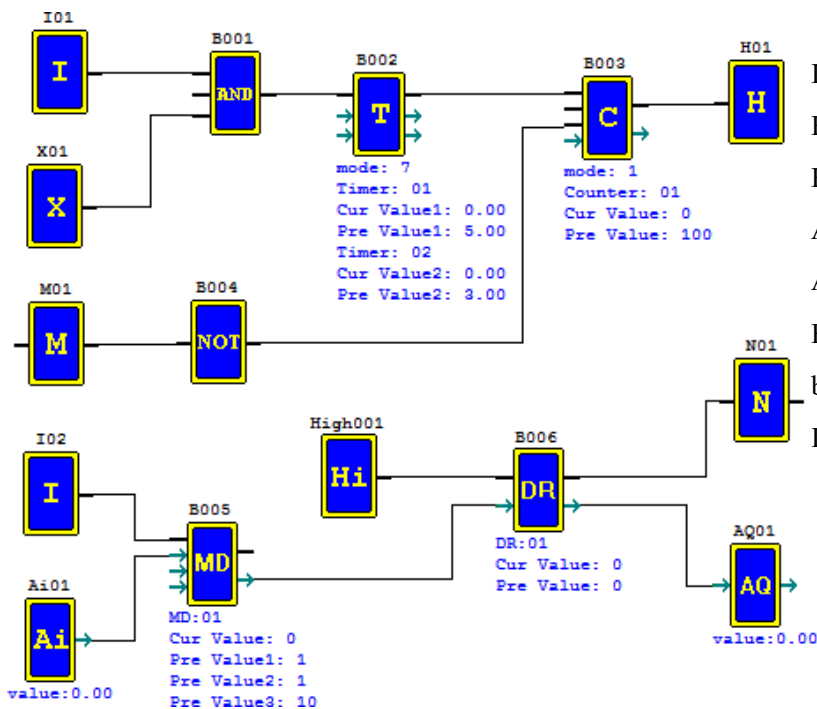 I01
I
B001
AND
B002
T
mode: 7
Timer: 01
Cur Value1: 0.00
Pre Value1: 5.00
Timer: 02
Cur Value2: 0.00
Pre Value2: 3.00
B003
C
mode: 1
Counter: 01
Cur Value: 0
Pre Value: 100
H01
H
X01
X
M01
M
B004
NOT
N01
N
I02
I
High001
Hi
B006
DR
DR:01
Cur Value: 0
Pre Value: 0
B005
MD
MD:01
Cur Value: 0
Pre Value1: 1
Pre Value2: 1
Pre Value3: 10
Ai01
Ai
value:0.00
AQ01
AQ
value:0.00